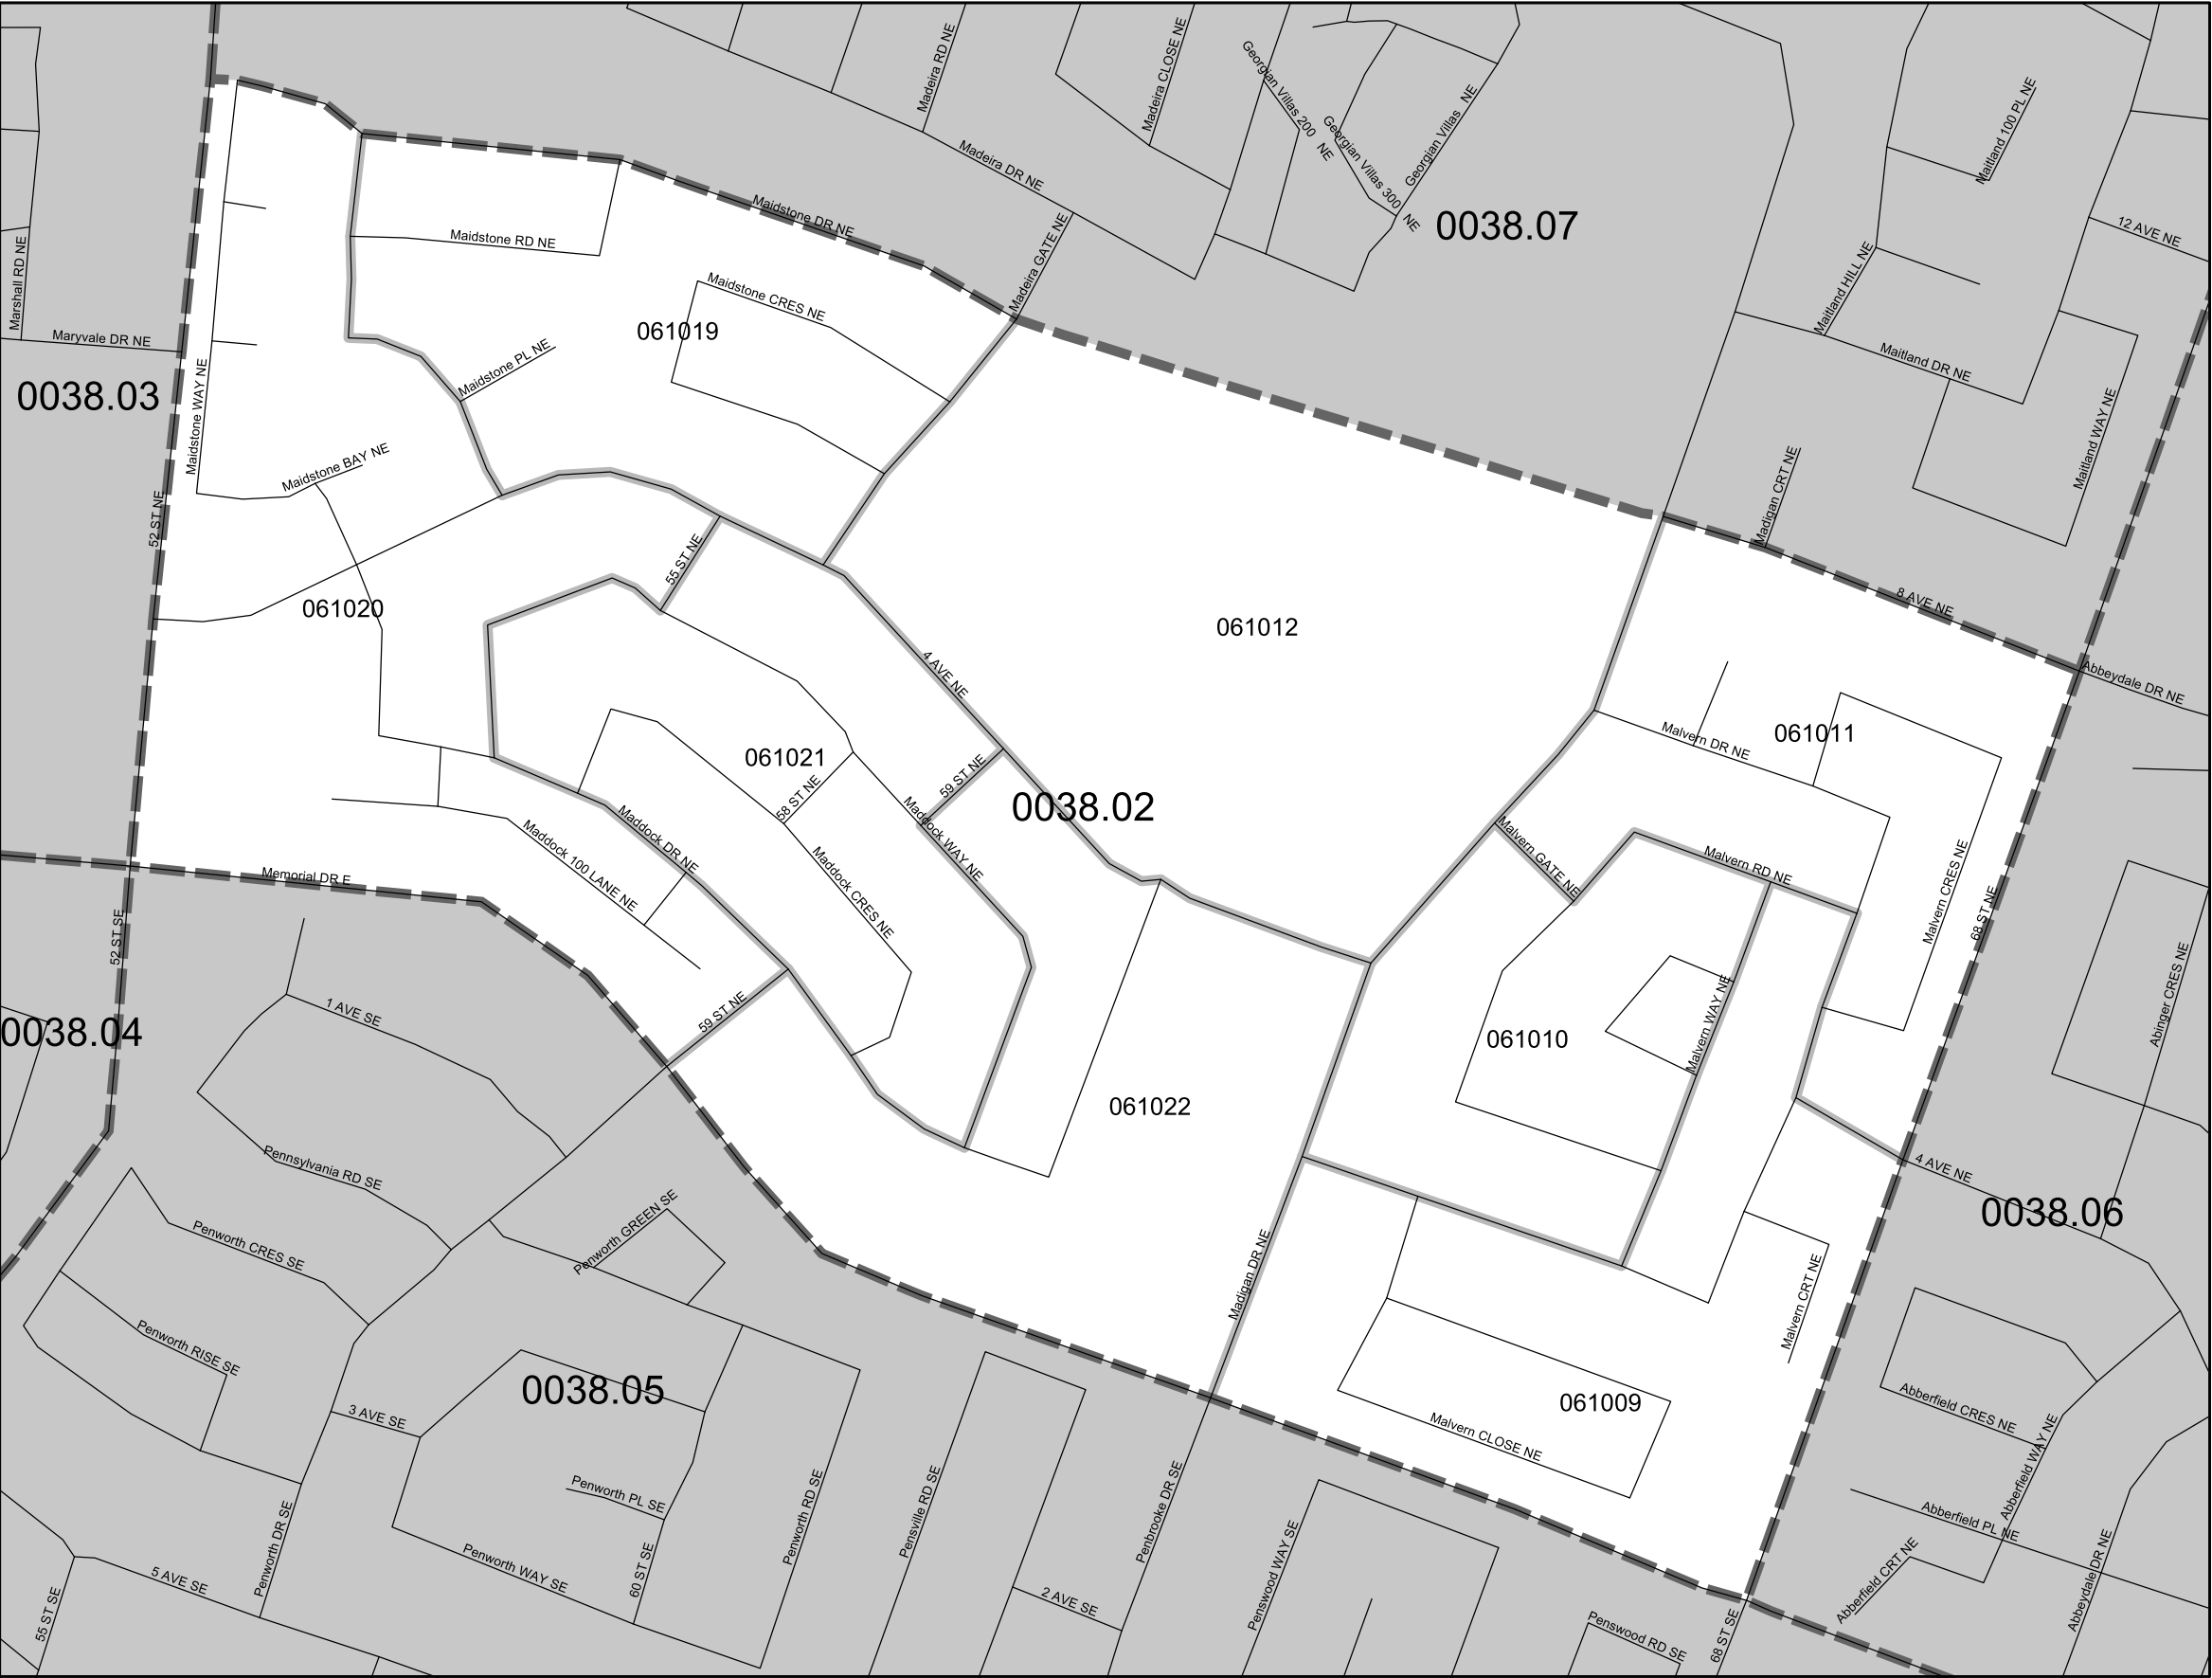 Madeira RD NE
Madeira CLOSE NE
Georgian Villas 200 NE
Georgian Villas 300 NE
Georgian Villas NE
Maitland 100 PL NE
Madeira DR NE
Maidstone DR NE
Madeira GATE NE
0038.07
12 AVE NE
Maitland HILL NE
Marshall RD NE
Maidstone RD NE
Maidstone CRES NE
061019
Maryvale DR NE
Maidstone PL NE
Maitland DR NE
0038.03
Maidstone WAY NE
Maitland WAY NE
Maidstone BAY NE
Madigan CRT NE
52 ST NE
55 ST NE
061020
061012
8 AVE NE
4 AVE NE
Abbeydale DR NE
061021
58 ST NE
59 ST NE
0038.02
Malvern DR NE
061011
Maddock DR NE
Maddock WAY NE
Malvern GATE NE
Malvern RD NE
Memorial DR E
Maddock 100 LANE NE
Maddock CRES NE
Malvern CRES NE
68 ST NE
52 ST SE
0038.04
1 AVE SE
59 ST NE
Malvern WAY NE
061010
Abinger CRES NE
061022
Pennsylvania RD SE
4 AVE NE
0038.06
Penworth CRES SE
Penworth GREEN SE
Madigan DR NE
Malvern CRT NE
Penworth RISE SE
0038.05
3 AVE SE
061009
Malvern CLOSE NE
Abberfield CRES NE
Abberfield WAY NE
Penworth PL SE
Penworth RD SE
Pensville RD SE
Penbrooke DR SE
Abberfield PL NE
Penworth DR SE
Penworth WAY SE
60 ST SE
5 AVE SE
55 ST SE
2 AVE SE
Penswood WAY SE
Penswood RD SE
68 ST SE
Abberfield CRT NE
Abbeydale DR NE